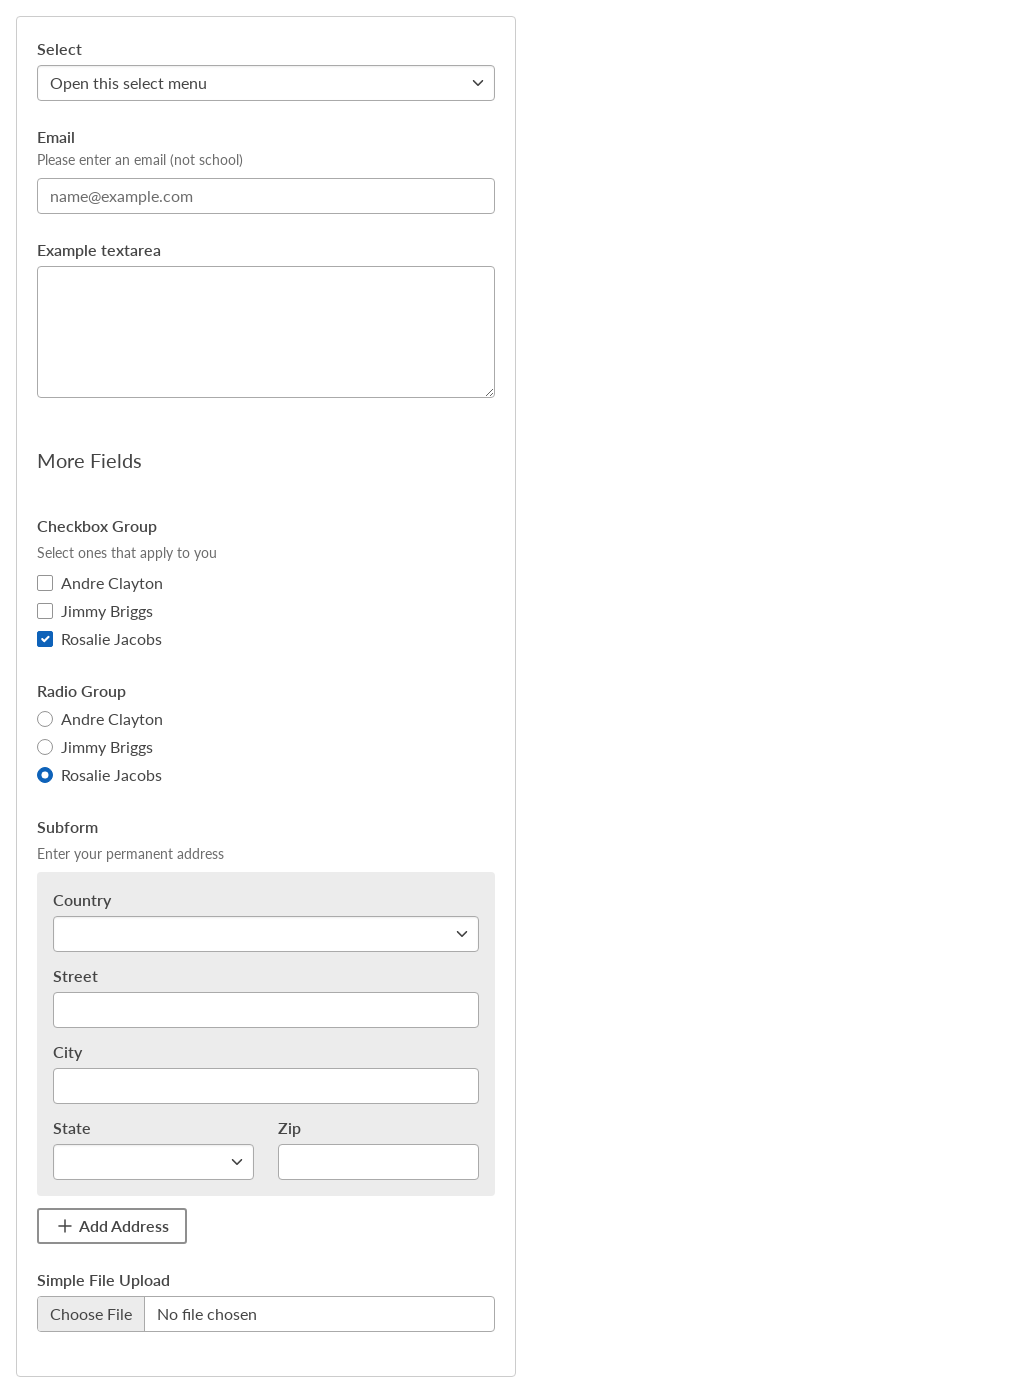 Select
Open this select menu
Email
Please enter an email (not school)
name@example.com
Example textarea
More Fields
Checkbox Group
Select ones that apply to you
Andre Clayton
Jimmy Briggs
Rosalie Jacobs
Radio Group
Andre Clayton
Jimmy Briggs
Rosalie Jacobs
Subform
Enter your permanent address
Country
Street
City
State Zip
Add Address
Simple File Upload
Choose File No file chosen